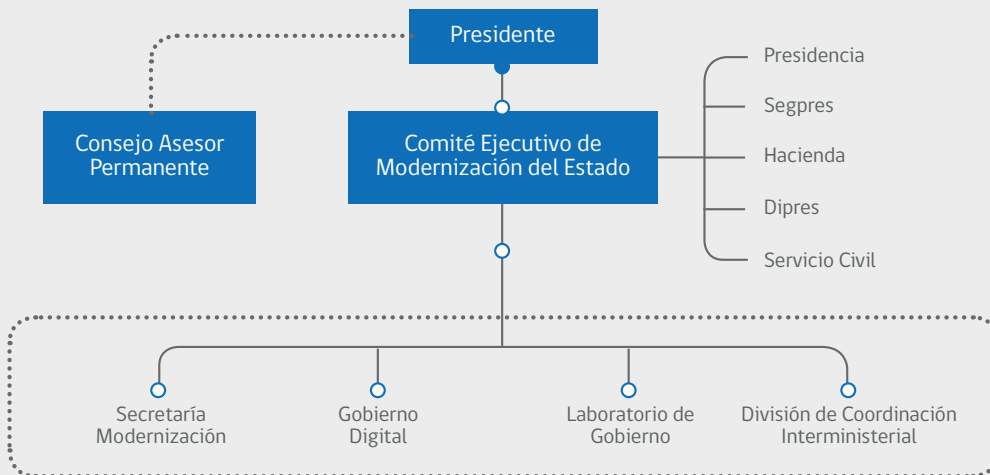 Presidente
Consejo Asesor
Permanente
Comité Ejecutivo de
Modernización del Estado
Presidencia
Segpres
Hacienda
Dipres
Servicio Civil
Secretaría
Modernización
Gobierno
Digital
Laboratorio de
Gobierno
División de Coordinación
Interministerial